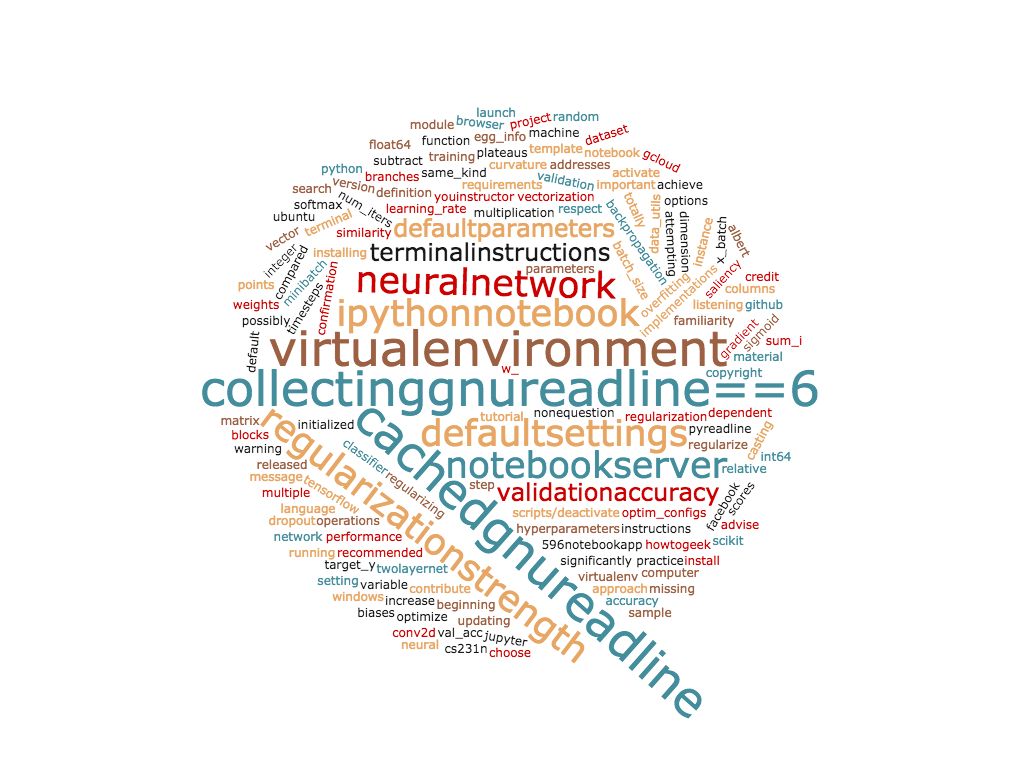 launch
browser
project
random
module
egg_info
machine
dataset
float64
function
plateaus
template
notebook
gcloud
subtract
training
curvature
addresses
python
branches
same_kind
validation
activate
search
version
definition
requirements
important
achieve
softmax
num_iters
learning_rate
youinstructor
vectorization
respect
backpropagation
totally
data_utils
options
ubuntu
terminal
similarity
multiplication
defaultparameters
attempting
dimension
instance
x_batch
albert
vector
installing
terminalinstructions
batch_size
integer
compared
minibatch
parameters
overfitting
implementations
saliency
credit
points
timesteps
confirmation
neuralnetwork
columns
weights
ipythonnotebook
listening
github
possibly
familiarity
gradient
sigmoid
sum_i
default
virtualenvironment
material
w_
copyright
collectinggnureadline==6
matrix
regularizationstrength
initialized
cachedgnureadline
tutorial
nonequestion
regularization
dependent
blocks
defaultsettings
pyreadline
casting
warning
classifier
regularizing
notebookserver
regularize
int64
released
relative
message
tensorflow
step
validationaccuracy
facebook
scores
multiple
language
scripts/deactivate
optim_configs
dropout
operations
hyperparameters
instructions
advise
network
performance
596notebookapp
howtogeek
scikit
running
recommended
significantly
practice
install
target_y
twolayernet
virtualenv
computer
setting
variable
contribute
approach
missing
windows
increase
beginning
accuracy
biases
optimize
updating
sample
conv2d
val_acc
jupyter
neural
cs231n
choose